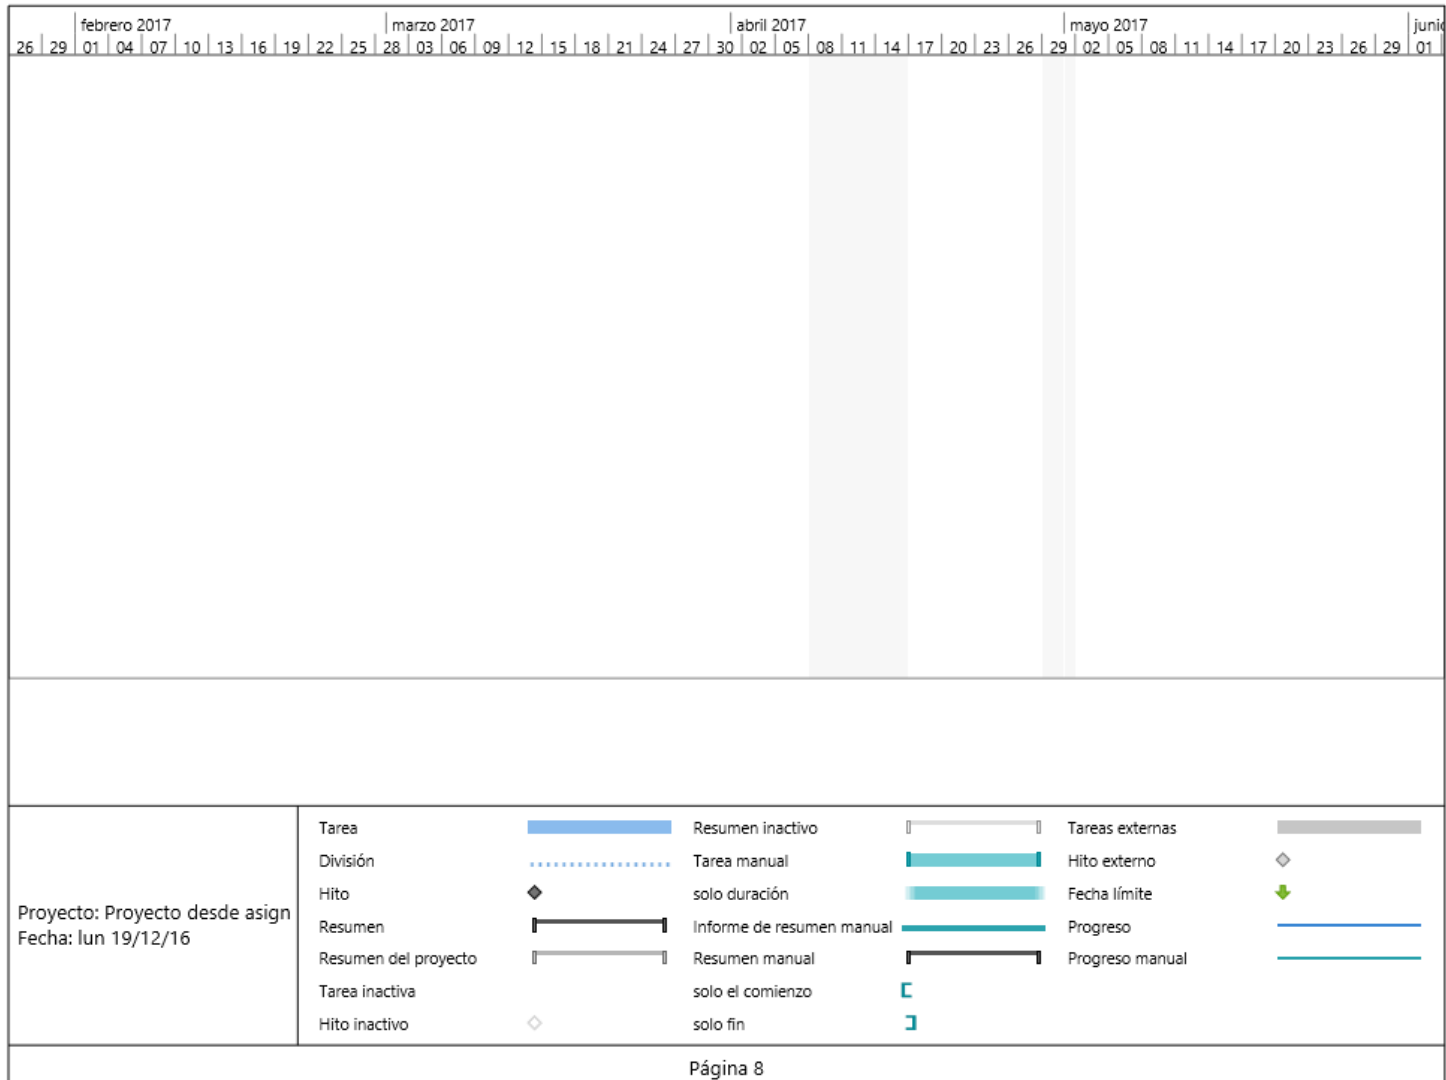 febrero 2017 marzo 2017 abril 2017 mayo 2017 junio
26 29 01 04 07 10 13 16 19 22 25 28 03 06 09 12 15 18 21 24 27 30 02 05 08 11 14 17 20 23 26 29 02 05 08 11 14 17 20 23 26 29 01
Tarea Resumen inactivo Tareas externas
División Tarea manual Hito externo
Hito solo duración Fecha límite
Proyecto: Proyecto desde asign
Fecha: lun 19/12/16
Resumen Informe de resumen manual Progreso
Resumen del proyecto Resumen manual Progreso manual
Tarea inactiva solo el comienzo
Hito inactivo solo fin
Página 8